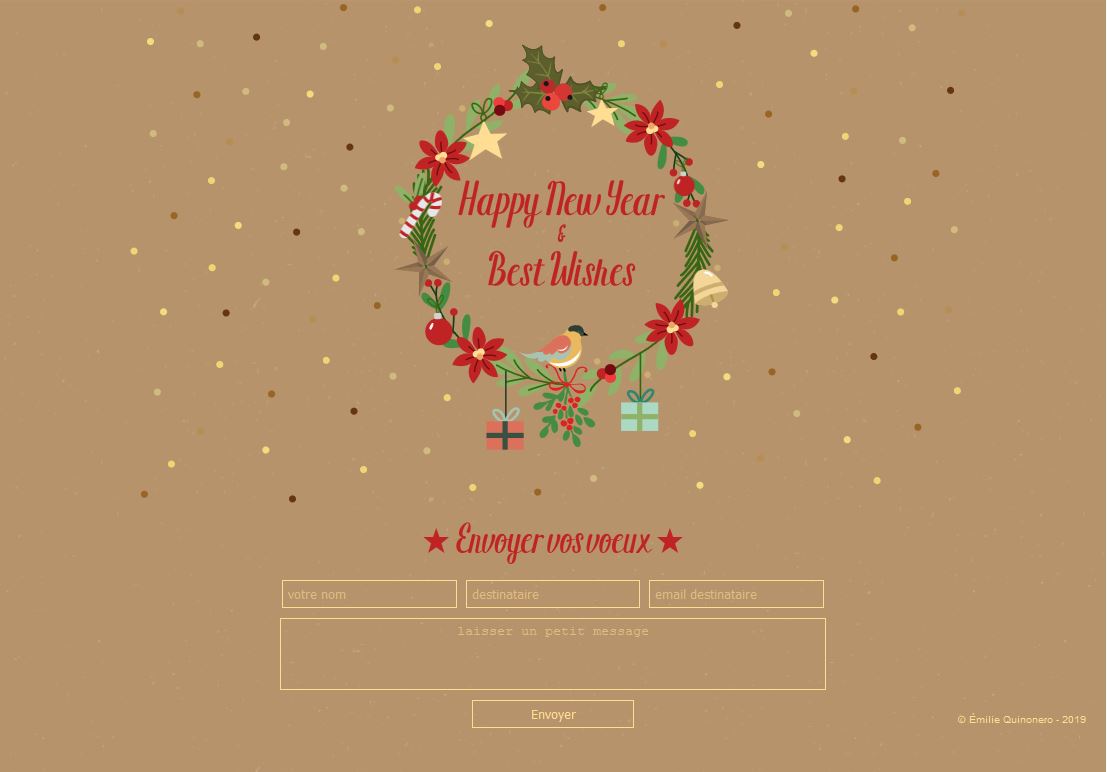 Happy New Year
&
Best Wishes
Envoyer vos voeux
votre nom destinataire email destinataire
laisser un petit message
Envoyer
© Émilie Quinonero - 2019